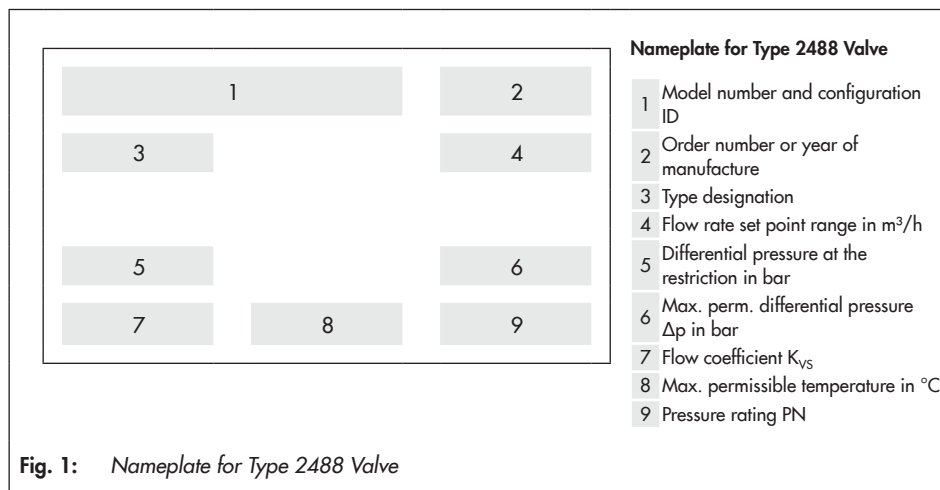 1
2
3
4
5
6
7
8
9
Nameplate for Type 2488 Valve
1 Model number and configuration
ID
2 Order number or year of
manufacture
3 Type designation
4 Flow rate set point range in m³/h
5 Differential pressure at the
restriction in bar
6 Max. perm. differential pressure
Δp in bar
7 Flow coefficient KVS
8 Max. permissible temperature in °C
9 Pressure rating PN
Fig. 1: Nameplate for Type 2488 Valve